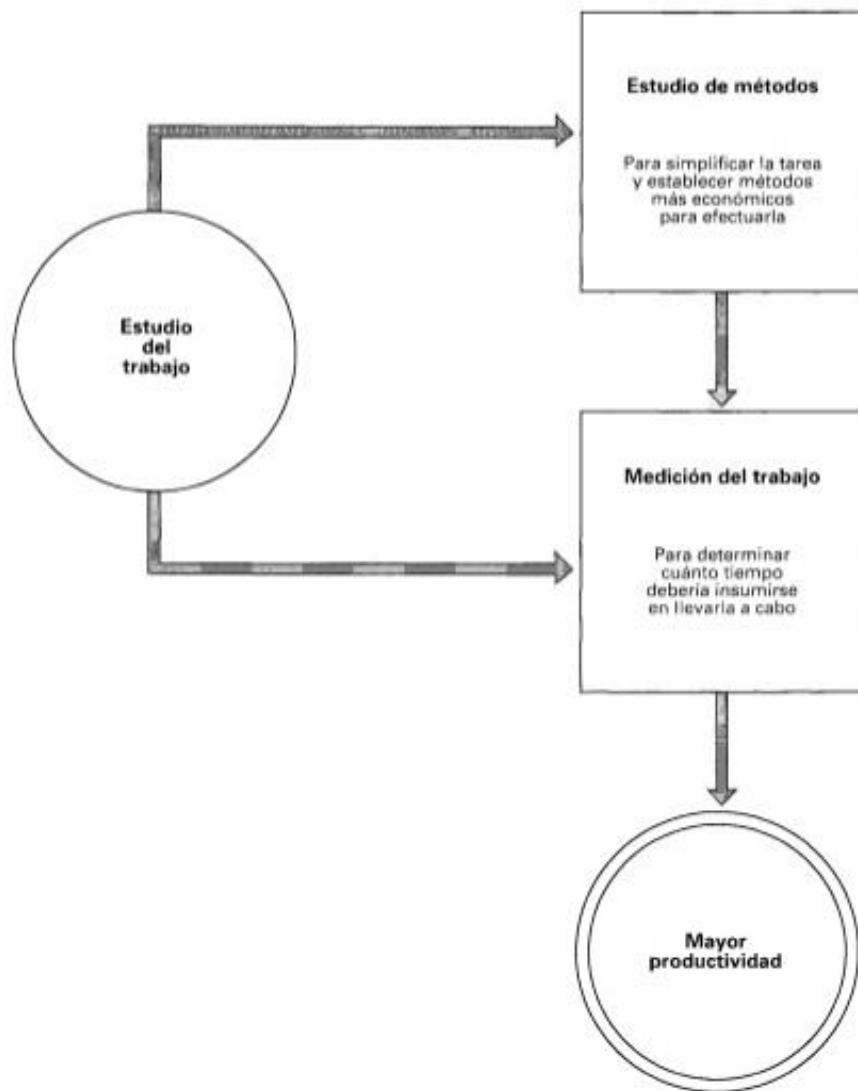 Estudio de métodos
Para simplificar la tarea
y establecer métodos
más económicos
para efectuarla
Estudio
del
trabajo
Medición del trabajo
Para determinar
cuánto tiempo
debería insumirse
en llevarla a cabo
Mayor
productividad